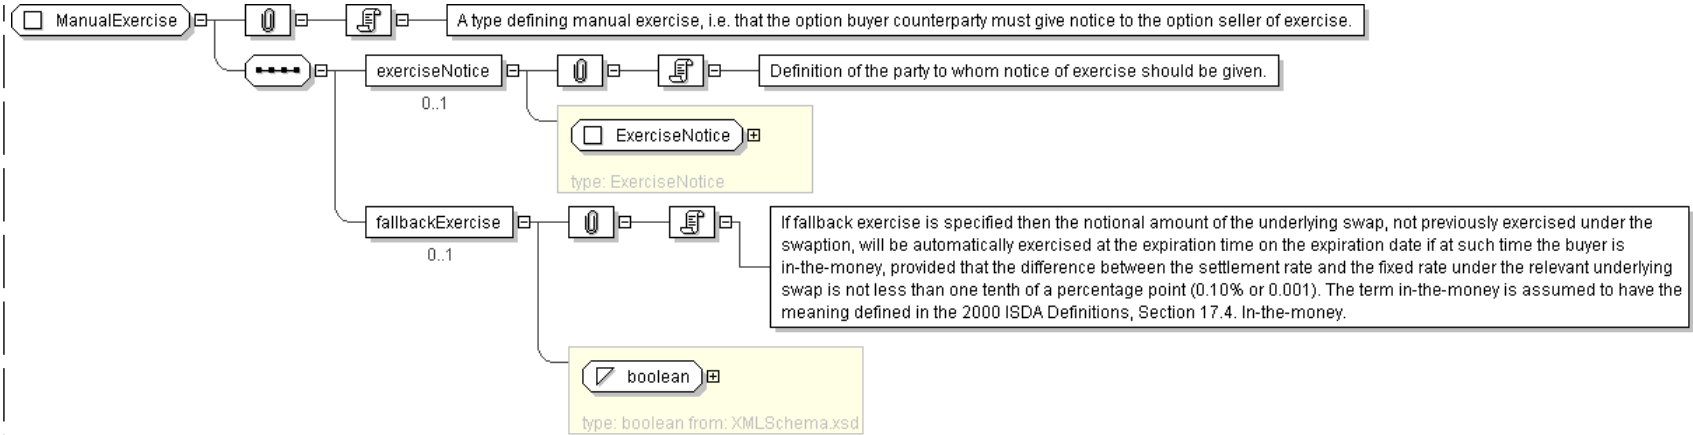 ManualExercise
A type defining manual exercise, i.e. that the option buyer counterparty must give notice to the option seller of exercise.
exerciseNotice
Definition of the party to whom notice of exercise should be given.
0..1
ExerciseNotice
type: ExerciseNotice
fallbackExercise
0..1
If fallback exercise is specified then the notional amount of the underlying swap, not previously exercised under the
swaption, will be automatically exercised at the expiration time on the expiration date if at such time the buyer is
in-the-money, provided that the difference between the settlement rate and the fixed rate under the relevant underlying
swap is not less than one tenth of a percentage point (0.10% or 0.001). The term in-the-money is assumed to have the
meaning defined in the 2000 ISDA Definitions, Section 17.4. In-the-money.
boolean
type: boolean from: XMLSchema.xsd